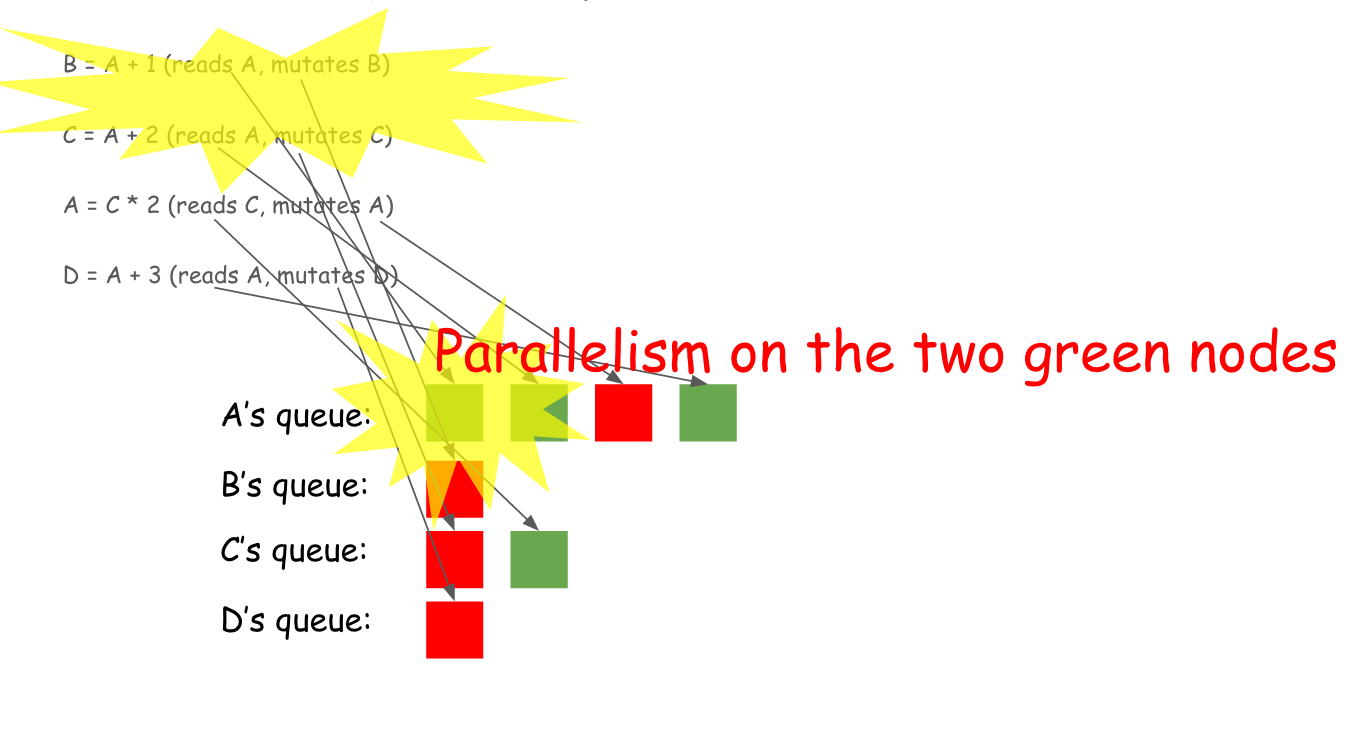 B = A + 1 (reads A, mutates B)
C = A + 2 (reads A, mutates C)
A = C * 2 (reads C, mutates A)
D = A + 3 (reads A, mutates D)
Parallelism on the two green nodes
A's queue:
B's queue:
C's queue:
D's queue: